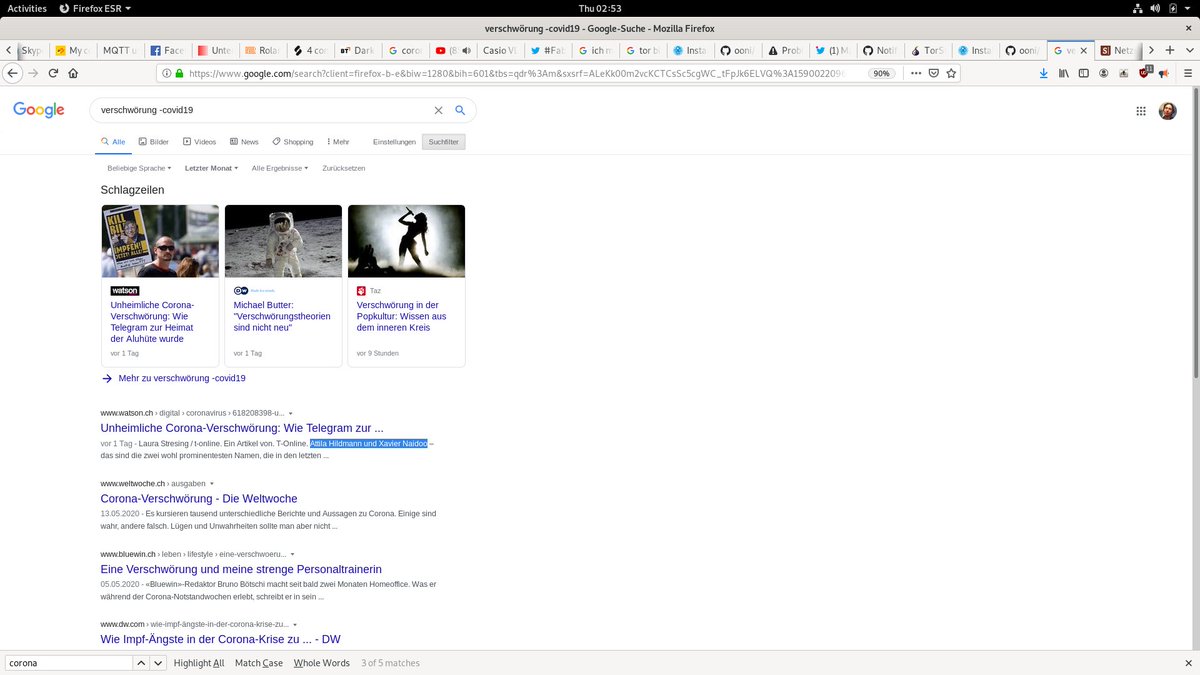 Activities Firefox ESR Thu 02:53
verschwörung -covid19 - Google-Suche - Mozilla Firefox
Skyp My c MQTT u Face Unte Rolan 4 co Dark coro (8 Casio Vi #Fab ich m tor bi Insta ooni/ Prob (1) M Notif TorS Insta ooni/ ve Netz
https://www.google.com/search?client=firefox-b-e&biw=1280&bih=601&tbs=qdr%3Am&sxsrf=ALeKk00m2vcKCTCsSc5cgWC_tFpJk6ELVQ%3A1590022096 90%
Google verschwörung -covid19
Alle Bilder Videos News Shopping Mehr Einstellungen Suchfilter
Beliebige Sprache Letzter Monat Alle Ergebnisse Zurücksetzen
Schlagzeilen
KILL
BILL
IMPFEN!
JETZT! ALLE!
watson
Unheimliche Corona-
Verschwörung: Wie
Telegram zur Heimat
der Aluhüte wurde
vor 1 Tag
DW
Michael Butter:
"Verschwörungstheorien
sind nicht neu"
vor 1 Tag
Taz
Verschwörung in der
Popkultur: Wissen aus
dem inneren Kreis
vor 9 Stunden
Mehr zu verschwörung -covid19
www.watson.ch › digital › coronavirus › 618208398-u...
Unheimliche Corona-Verschwörung: Wie Telegram zur ...
vor 1 Tag - Laura Stresing / t-online. Ein Artikel von. T-Online. Attila Hildmann und Xavier Naidoo –
das sind die zwei wohl prominentesten Namen, die in den letzten ...
www.weltwoche.ch › ausgaben
Corona-Verschwörung - Die Weltwoche
13.05.2020 - Es kursieren tausend unterschiedliche Berichte und Aussagen zu Corona. Einige sind
wahr, andere falsch. Lügen und Unwahrheiten sollte man aber nicht ...
www.bluewin.ch › leben › lifestyle › eine-verschwoeru...
Eine Verschwörung und meine strenge Personaltrainerin
05.05.2020 - «Bluewin»-Redaktor Bruno Bötschi macht seit bald zwei Monaten Homeoffice. Was er
während der Corona-Notstandwochen erlebt, schreibt er in sein ...
www.dw.com › wie-impf-ängste-in-der-corona-krise-zu...
Wie Impf-Ängste in der Corona-Krise zu ... - DW
corona Highlight All Match Case Whole Words 3 of 5 matches